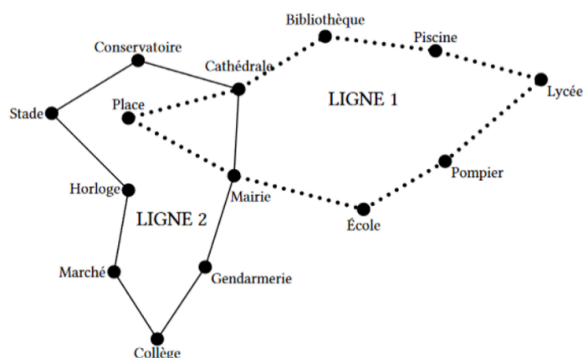 Bibliothèque
Piscine
Conservatoire
Cathédrale
Lycée
LIGNE 1
Place
Stade
Pompier
Mairie
Horloge
École
LIGNE 2
Marché
Gendarmerie
Collège